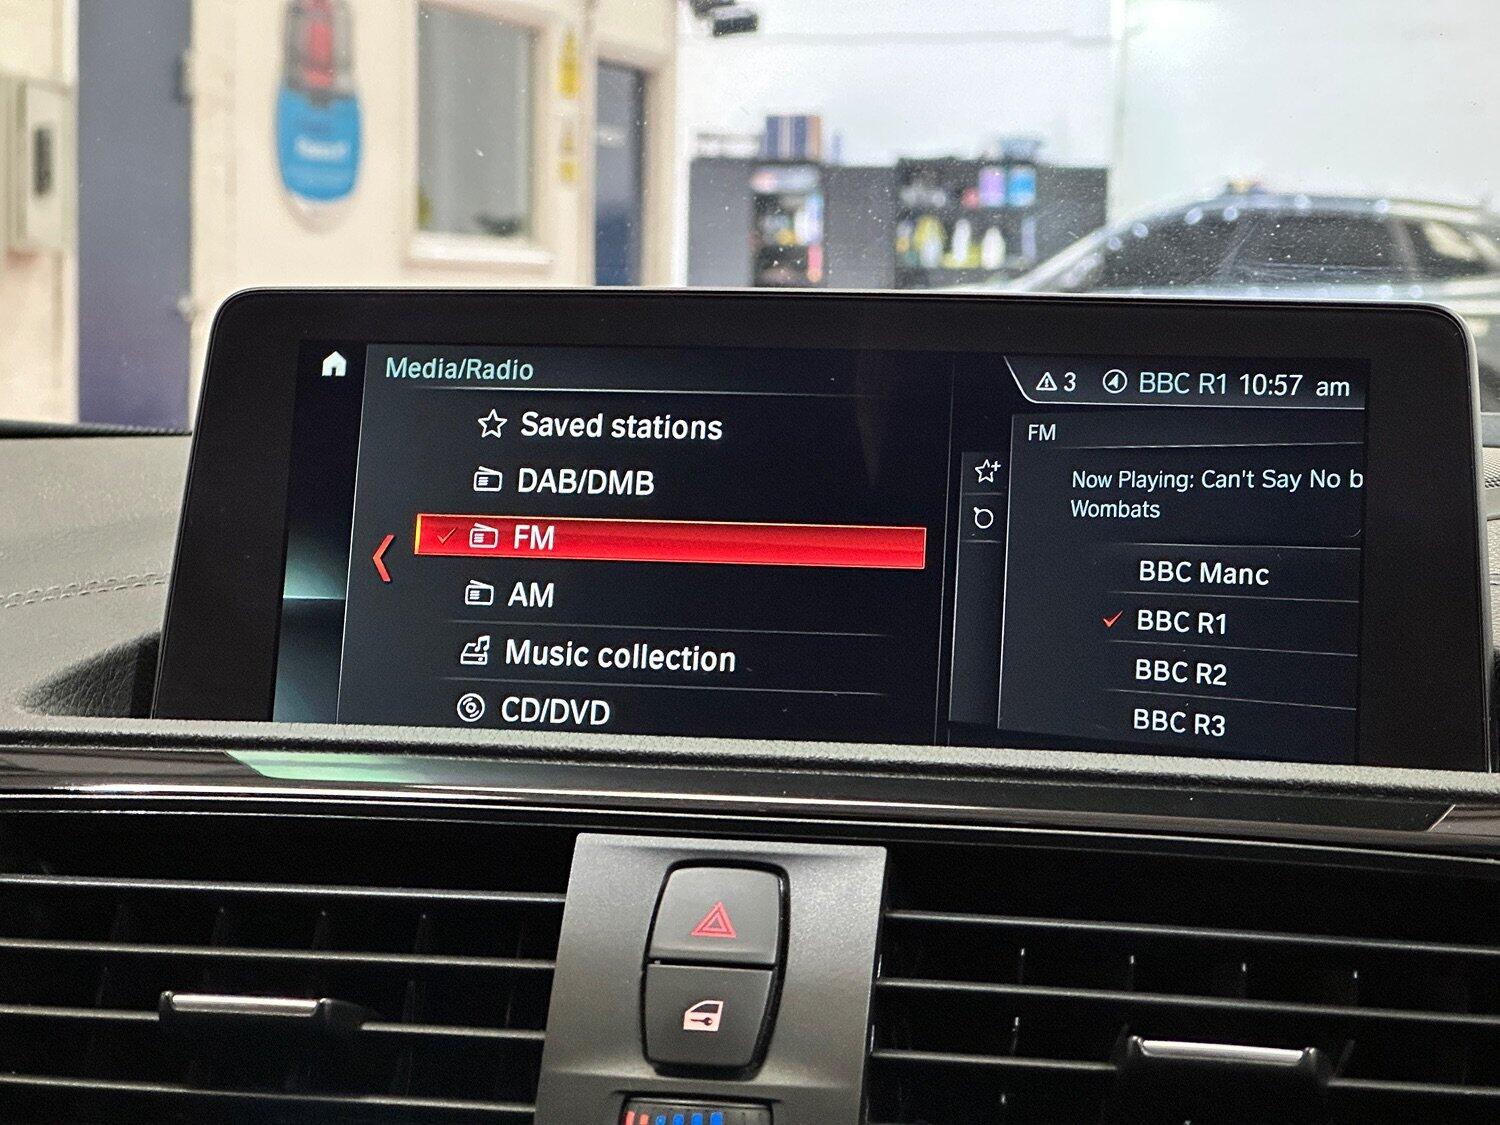 Media/Radio
Saved stations
DAB/DMB
FM
AM
Music collection
CD/DVD
3 BBC R1 10:57 am
FM
Now Playing: Can't Say No b
Wombats
BBC Manc
BBC R1
BBC R2
BBC R3